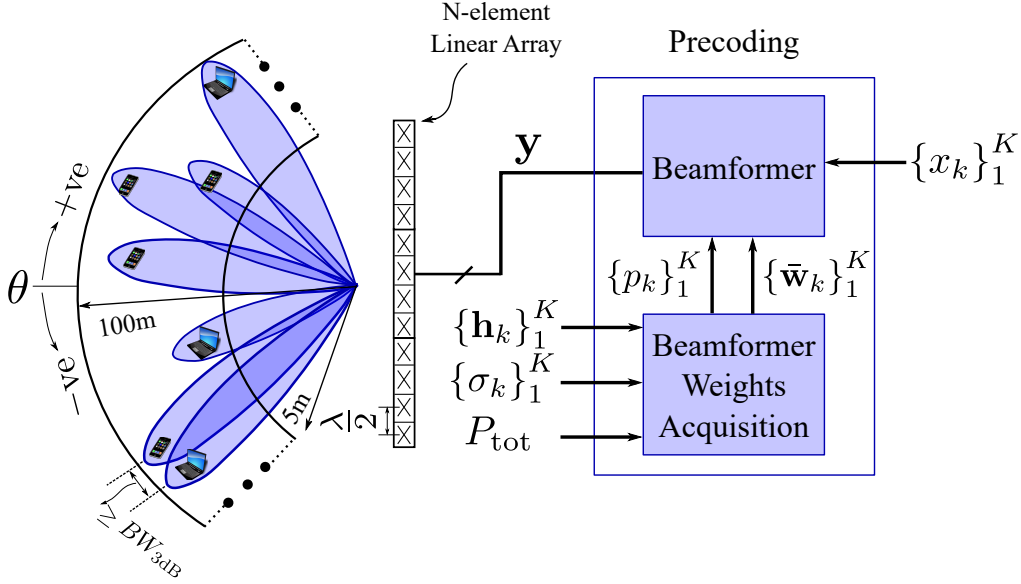 N-element
Linear Array
Precoding
y
Beamformer
{x_k}_1^K
+ve
θ
−ve
100m
5m
λ/2
{p_k}_1^K
{w̄_k}_1^K
{h_k}_1^K
{σ_k}_1^K
P_tot
Beamformer
Weights
Acquisition
≥ BW_3dB